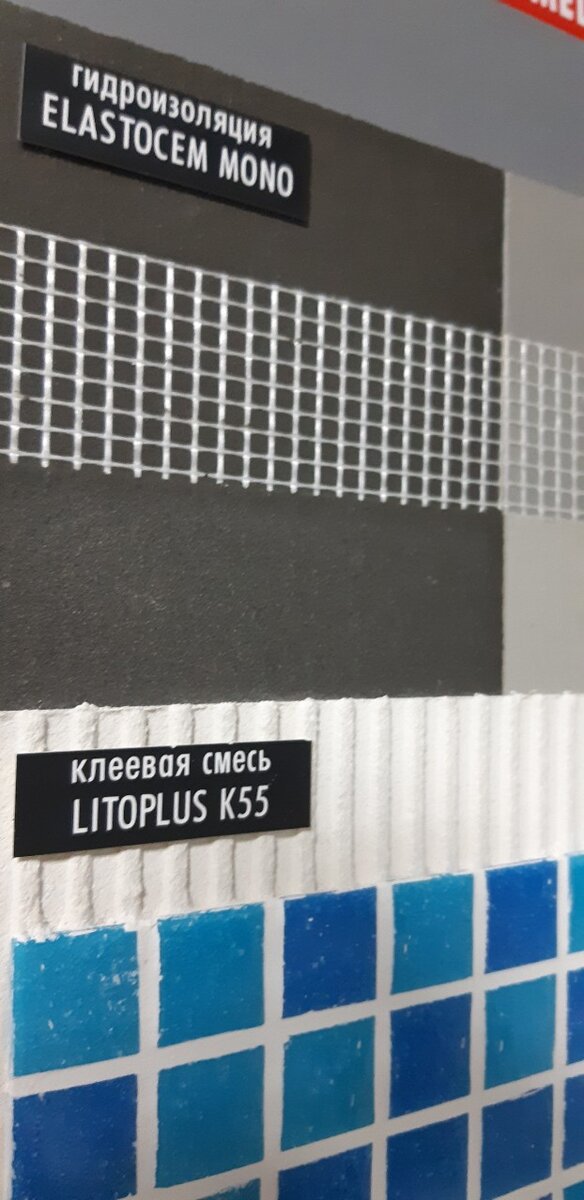 гидроизоляция
ELASTOCEM MONO
клеевая смесь
LITOPLUS K55